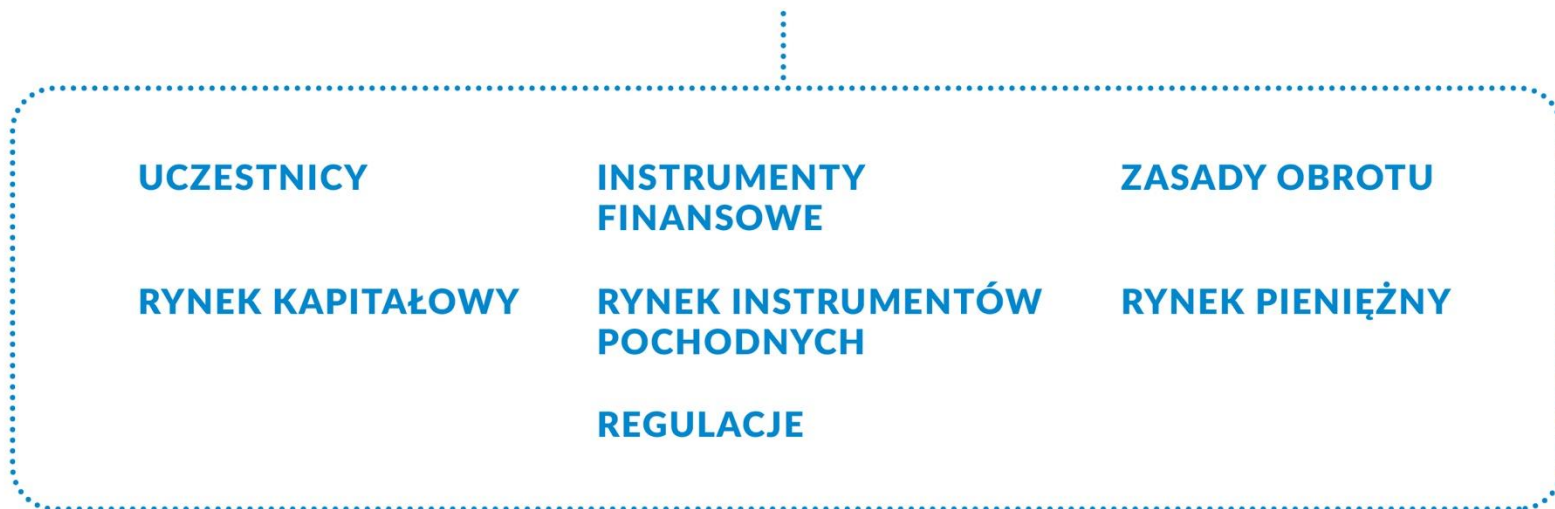 UCZESTNICY
INSTRUMENTY
FINANSOWE
ZASADY OBROTU
RYNEK KAPITAŁOWY
RYNEK INSTRUMENTÓW
POCHODNYCH
RYNEK PIENIĘŻNY
REGULACJE